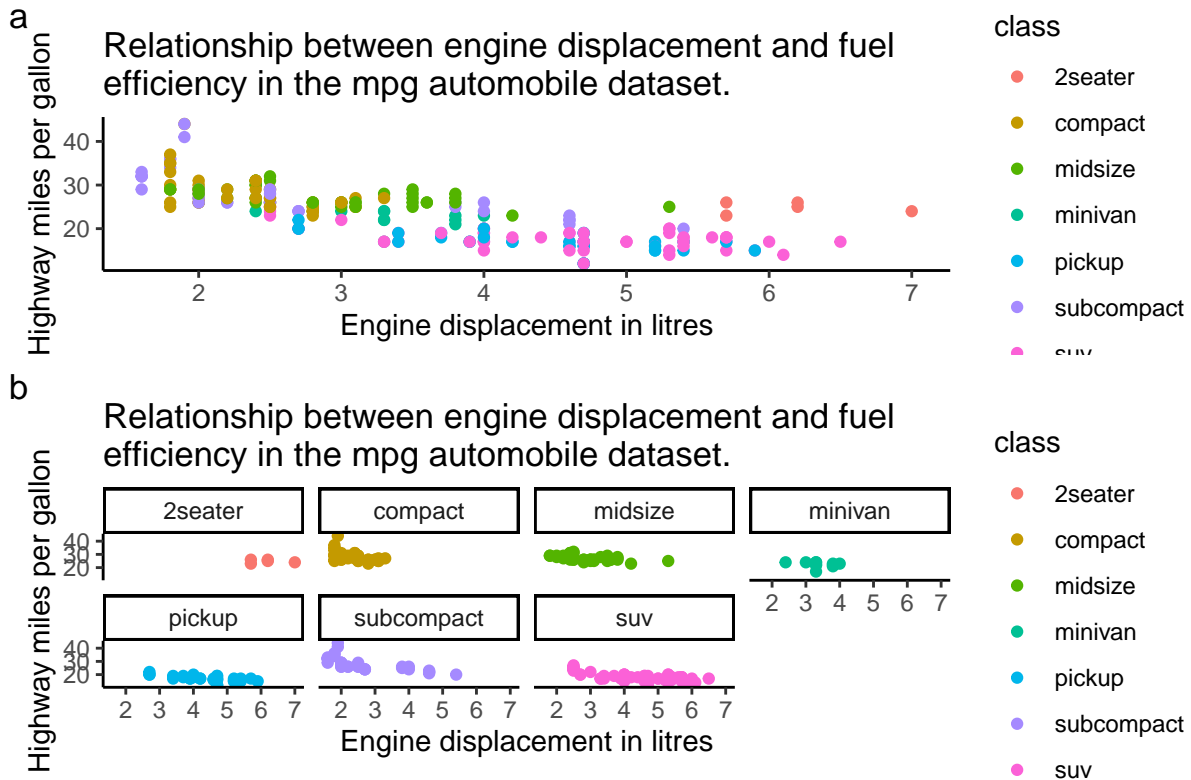 a
Relationship between engine displacement and fuel
efficiency in the mpg automobile dataset.
Highway miles per gallon
40
30
20
2 3 4 5 6 7
Engine displacement in litres
class
2seater
compact
midsize
minivan
pickup
subcompact
suv
b
Relationship between engine displacement and fuel
efficiency in the mpg automobile dataset.
Highway miles per gallon
2seater compact midsize minivan
40
30
20
2 3 4 5 6 7
pickup subcompact suv
40
30
20
2 3 4 5 6 7 2 3 4 5 6 7 2 3 4 5 6 7
Engine displacement in litres
class
2seater
compact
midsize
minivan
pickup
subcompact
suv